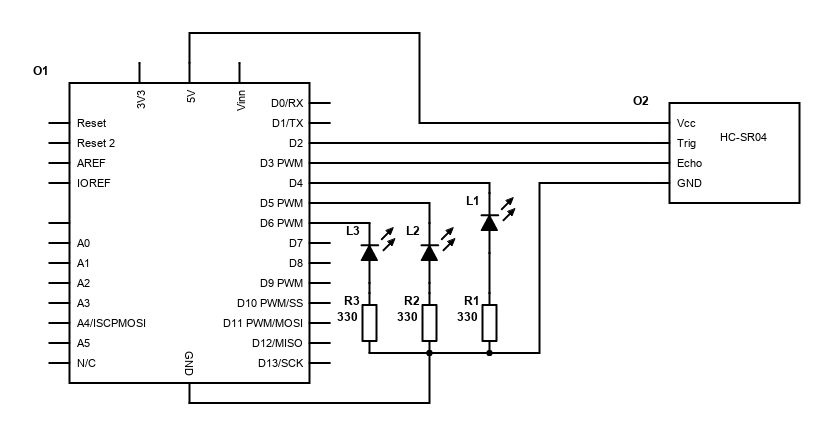 O1
3V3
5V
Vinn
Reset
Reset 2
AREF
IOREF
A0
A1
A2
A3
A4/ISCPMOSI
A5
N/C
GND
D0/RX
D1/TX
D2
D3 PWM
D4
D5 PWM
D6 PWM
D7
D8
D9 PWM
D10 PWM/SS
D11 PWM/MOSI
D12/MISO
D13/SCK
L3
L2
L1
R3
330
R2
330
R1
330
O2
Vcc
Trig
Echo
GND
HC-SR04